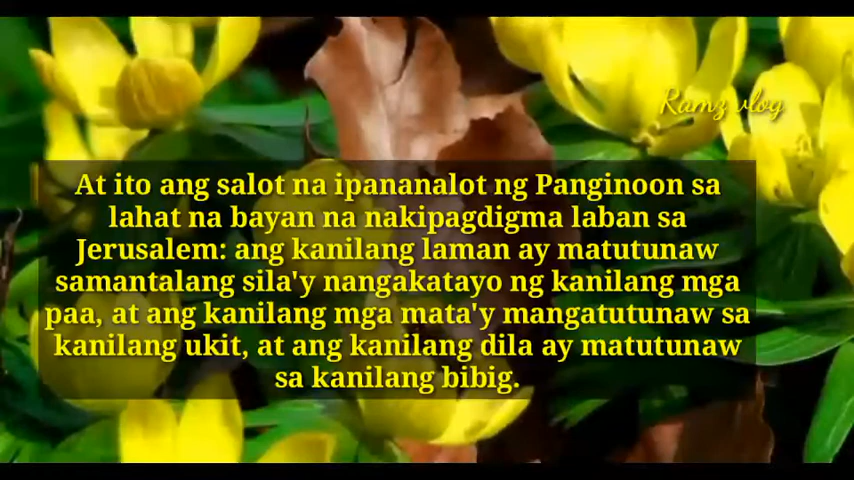 Ramz vlog
At ito ang salot na ipananalot ng Panginoon sa
lahat na bayan na nakipagdigma laban sa
Jerusalem: ang kanilang laman ay matutunaw
samantalang sila'y nangakatayo ng kanilang mga
paa, at ang kanilang mga mata'y mangatutunaw sa
kanilang ukit, at ang kanilang dila ay matutunaw
sa kanilang bibig.